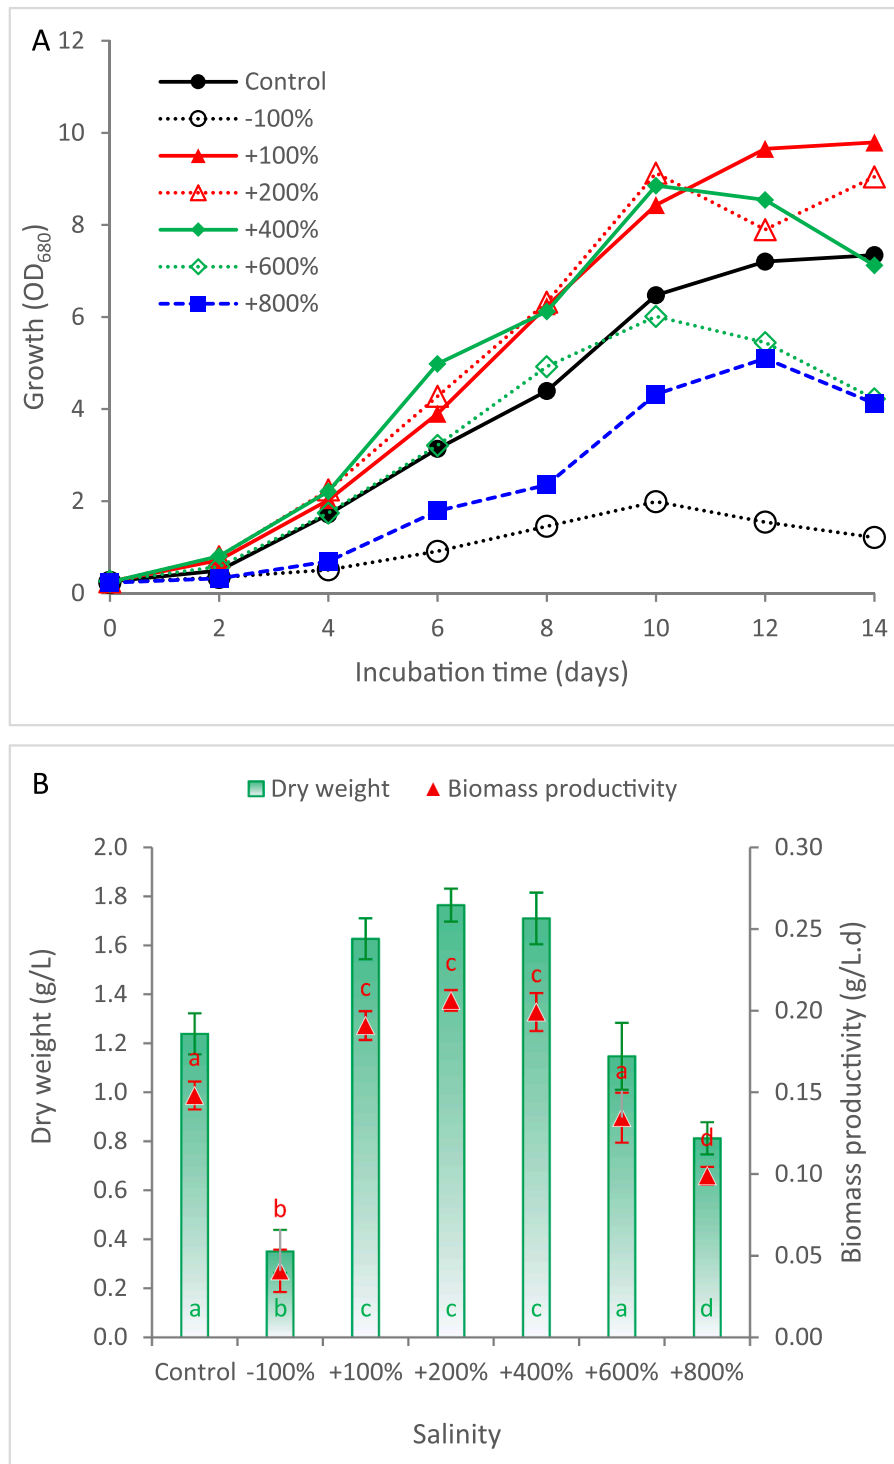 A
12
10
8
6
4
2
0
Growth (OD680)
Control
-100%
+100%
+200%
+400%
+600%
+800%
0 2 4 6 8 10 12 14
Incubation time (days)
B
Dry weight Biomass productivity
2.0
1.8
1.6
1.4
1.2
1.0
0.8
0.6
0.4
0.2
0.0
Dry weight (g/L)
a b c c c a d
a b c c c a d
0.30
0.25
0.20
0.15
0.10
0.05
0.00
Biomass productivity (g/L.d)
Control -100% +100% +200% +400% +600% +800%
Salinity